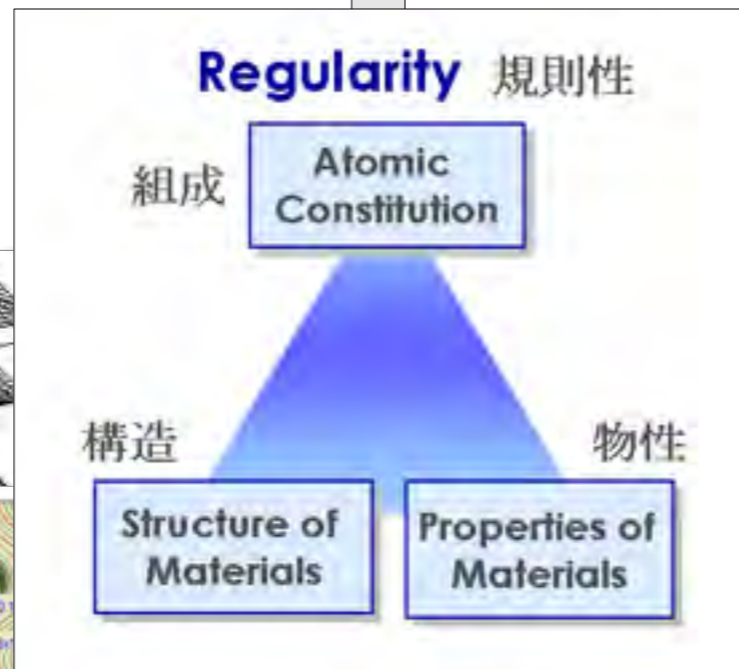 Regularity 規則性
組成
Atomic
Constitution
構造
物性
Structure of
Materials
Properties of
Materials